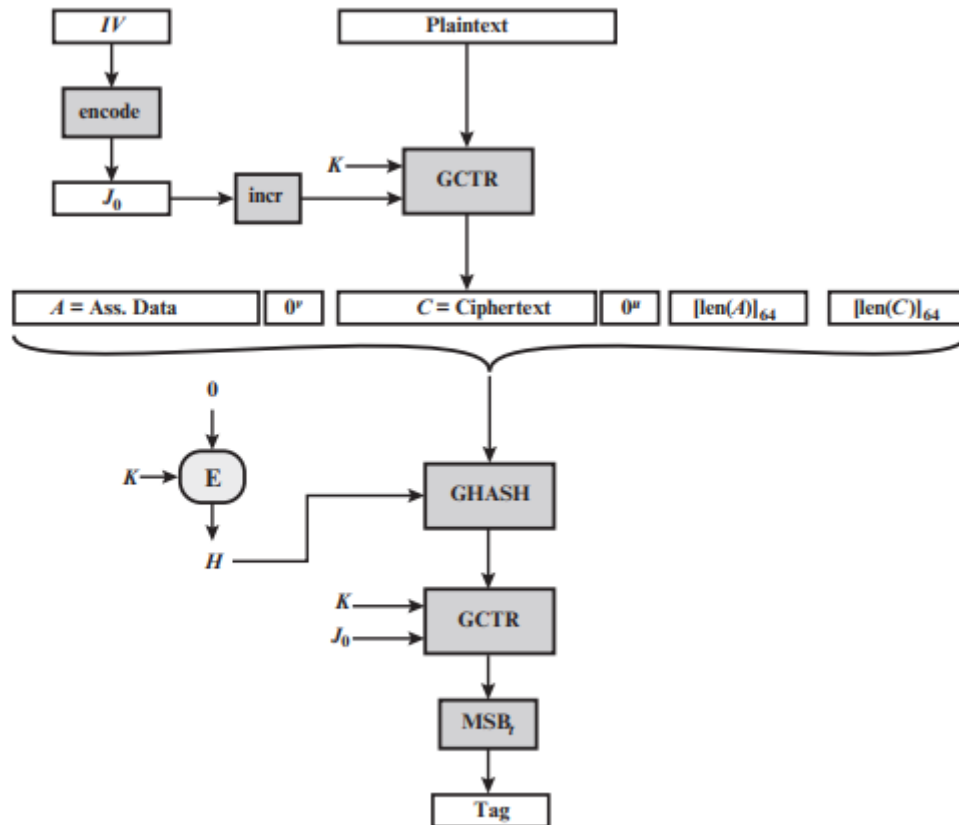 IV
Plaintext
encode
K
GCTR
J₀
incr
A = Ass. Data
0ᵛ
C = Ciphertext
0ᵘ
[len(A)]₆₄
[len(C)]₆₄
0
K
E
GHASH
H
K
GCTR
J₀
MSBₜ
Tag